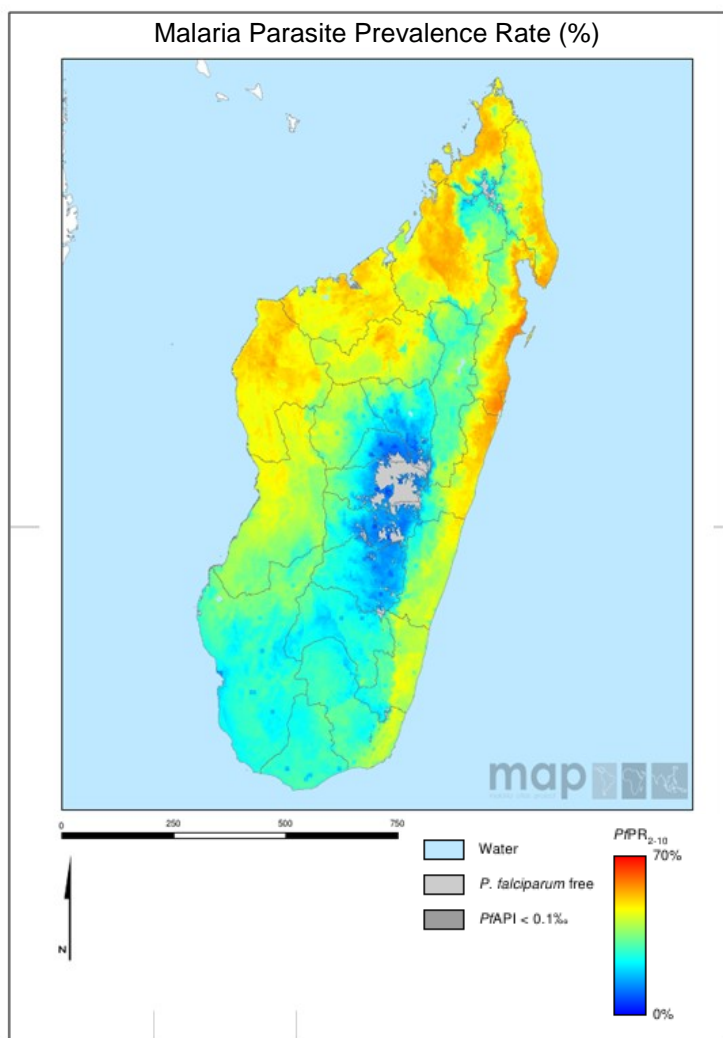 Malaria Parasite Prevalence Rate (%)
map
0 250 500 750
Water
P. falciparum free
PfAPI < 0.1‰
N
PfPR2-10
70%
0%